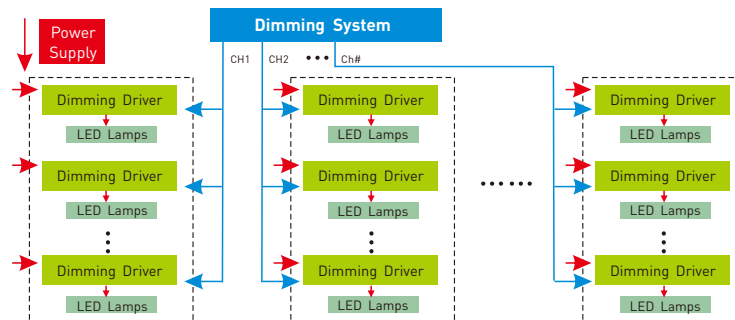 Dimming System
Power
Supply
CH1
CH2
Ch#
Dimming Driver
Dimming Driver
Dimming Driver
LED Lamps
LED Lamps
LED Lamps
Dimming Driver
Dimming Driver
Dimming Driver
LED Lamps
LED Lamps
LED Lamps
Dimming Driver
Dimming Driver
Dimming Driver
LED Lamps
LED Lamps
LED Lamps